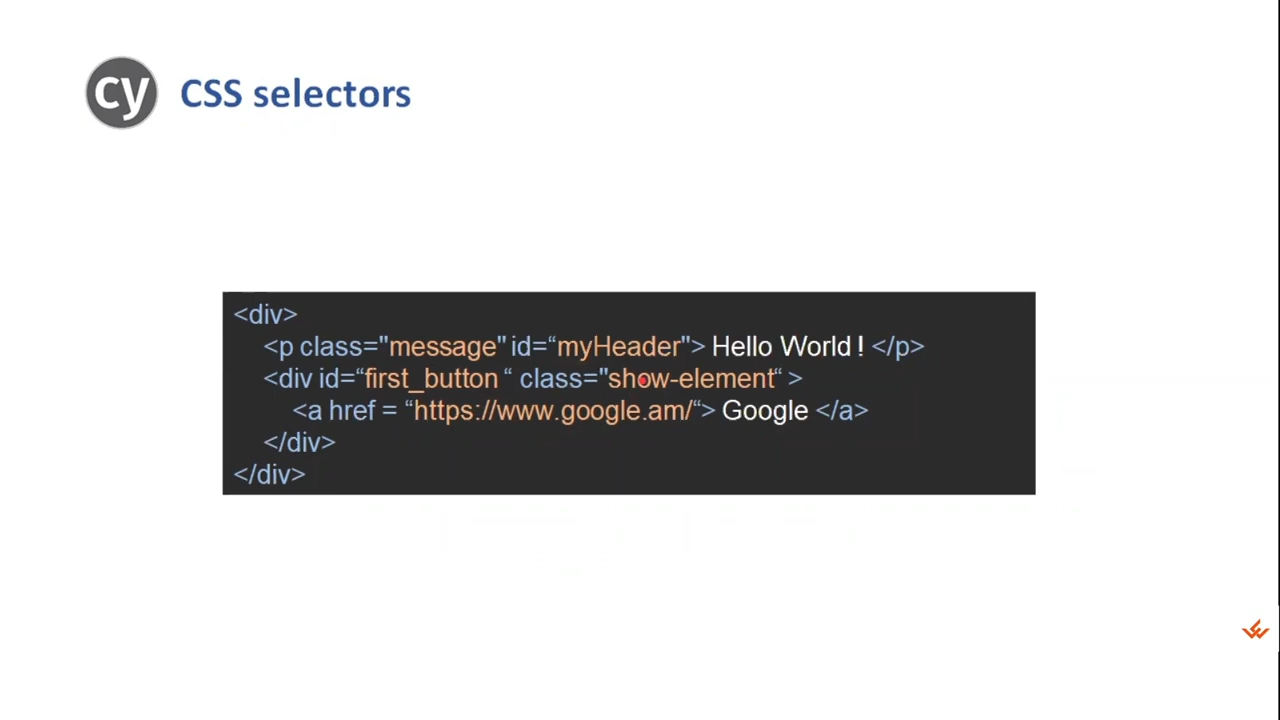 cy CSS selectors
<div>
<p class="message" id=“myHeader"> Hello World ! </p>
<div id=“first_button “ class="show-element“ >
<a href = “https://www.google.am/“> Google </a>
</div>
</div>